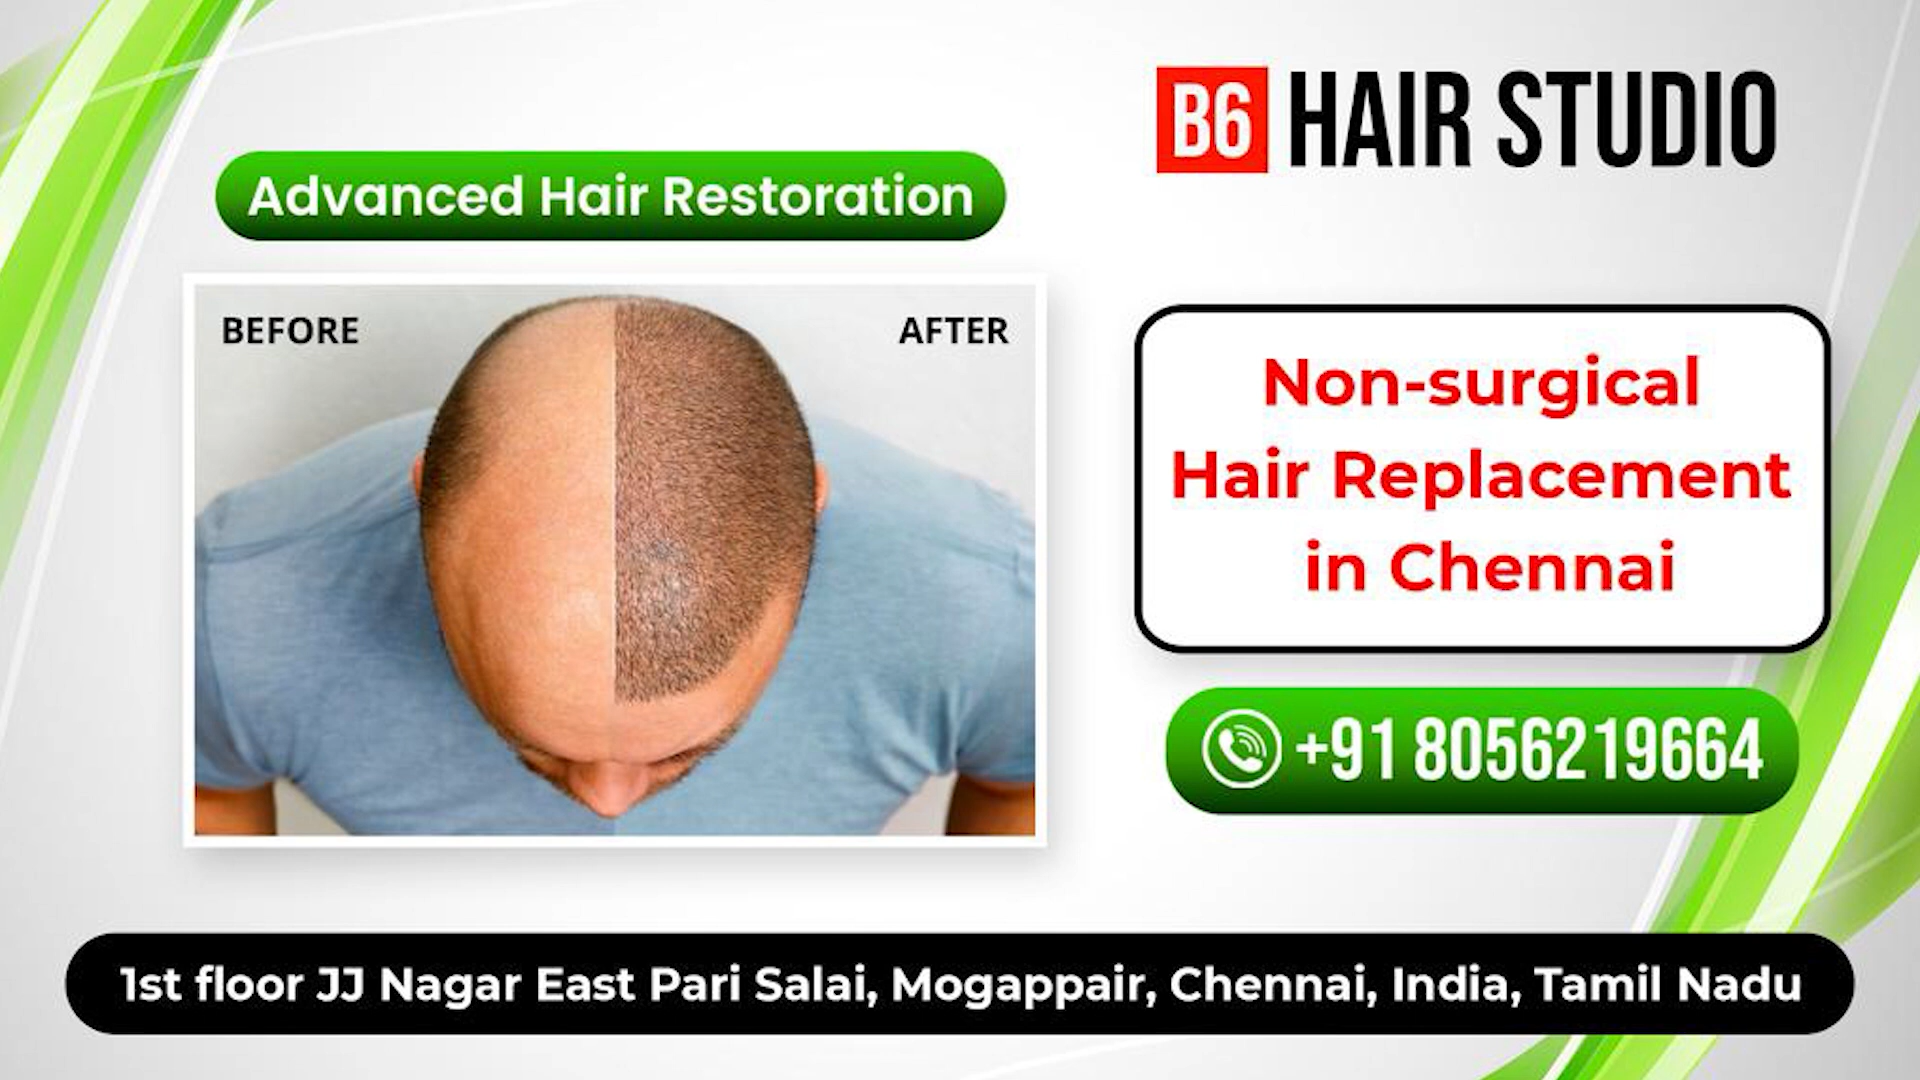 B6 HAIR STUDIO
Advanced Hair Restoration
BEFORE
AFTER
Non-surgical
Hair Replacement
in Chennai
+91 8056219664
1st floor JJ Nagar East Pari Salai, Mogappair, Chennai, India, Tamil Nadu